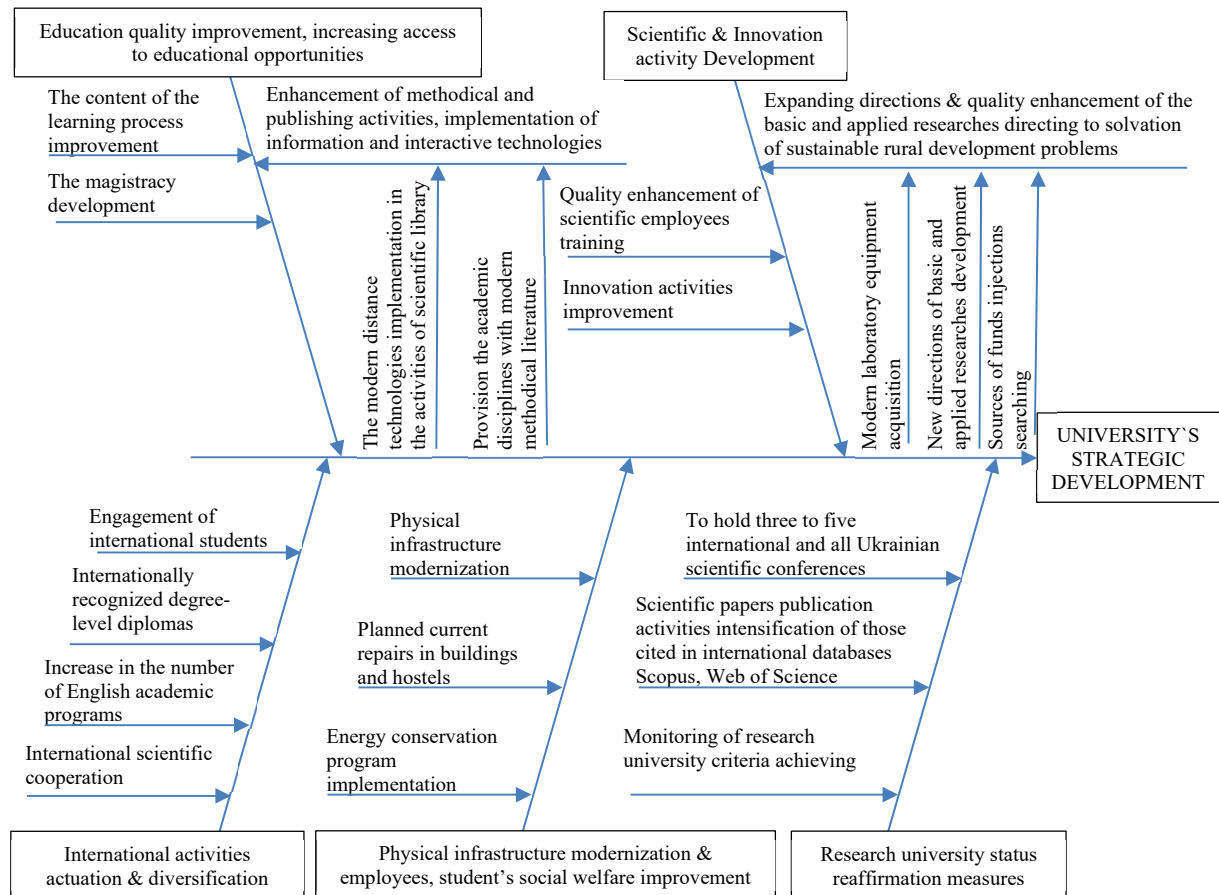 Education quality improvement, increasing access
to educational opportunities
Scientific & Innovation
activity Development
The content of the
learning process
improvement
The magistracy
development
Enhancement of methodical and
publishing activities, implementation of
information and interactive technologies
The modern distance
technologies implementation in
the activities of scientific library
Provision the academic
disciplines with modern
methodical literature
Expanding directions & quality enhancement of the
basic and applied researches directing to solvation
of sustainable rural development problems
Quality enhancement of
scientific employees
training
Innovation activities
improvement
Modern laboratory equipment
acquisition
New directions of basic and
applied researches development
Sources of funds injections
searching
UNIVERSITY`S
STRATEGIC
DEVELOPMENT
Engagement of
international students
Internationally
recognized degree-
level diplomas
Increase in the number
of English academic
programs
International scientific
cooperation
Physical
infrastructure
modernization
Planned current
repairs in buildings
and hostels
Energy conservation
program
implementation
To hold three to five
international and all Ukrainian
scientific conferences
Scientific papers publication
activities intensification of those
cited in international databases
Scopus, Web of Science
Monitoring of research
university criteria achieving
International activities
actuation & diversification
Physical infrastructure modernization &
employees, student’s social welfare improvement
Research university status
reaffirmation measures